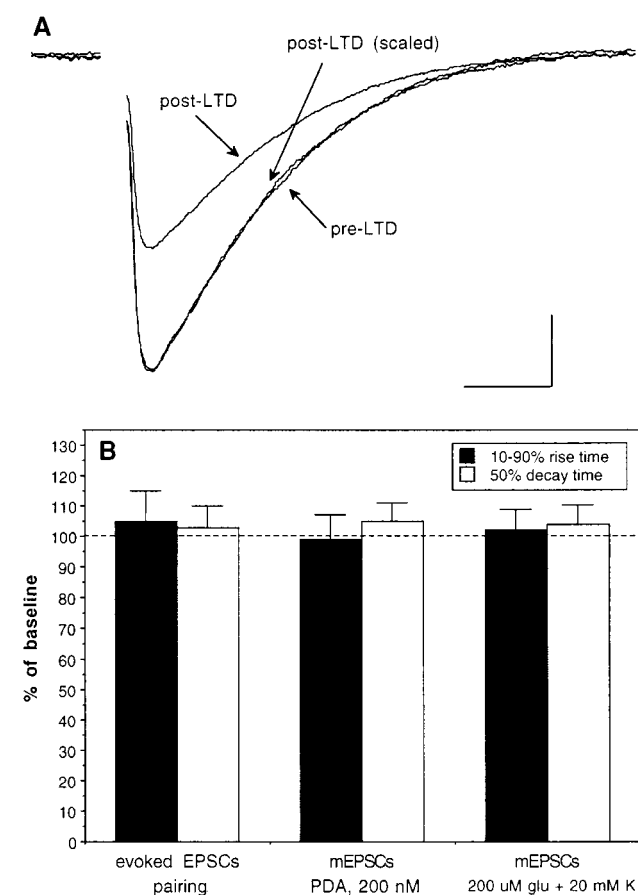 A
post-LTD (scaled)
post-LTD
pre-LTD
B
10-90% rise time
50% decay time
130
120
110
100
90
80
70
60
50
40
30
20
10
0
% of baseline
evoked EPSCs
pairing
mEPSCs
PDA, 200 nM
mEPSCs
200 uM glu + 20 mM K